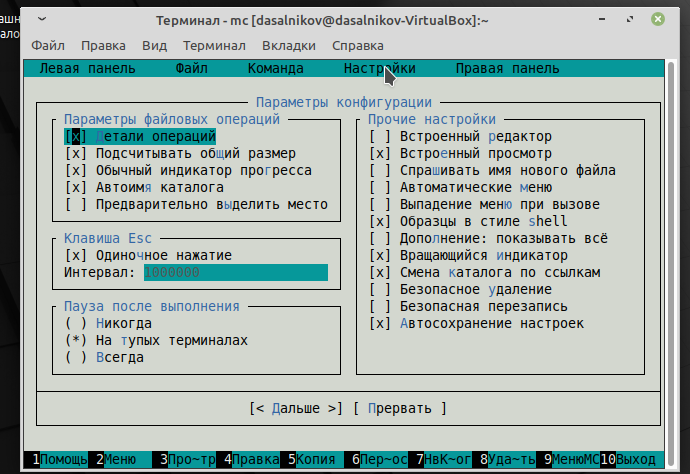 Терминал - mc [dasalnikov@dasalnikov-VirtualBox]:~
Файл Правка Вид Терминал Вкладки Справка
Левая панель Файл Команда Настройки Правая панель
Параметры конфигурации
Параметры файловых операций
[x] Детали операций
[x] Подсчитывать общий размер
[x] Обычный индикатор прогресса
[x] Автоимя каталога
[ ] Предварительно выделить место
Клавиша Esc
[x] Одиночное нажатие
Интервал: 1000000
Пауза после выполнения
( ) Никогда
(*) На тупых терминалах
( ) Всегда
Прочие настройки
[ ] Встроенный редактор
[x] Встроенный просмотр
[ ] Спрашивать имя нового файла
[ ] Автоматические меню
[ ] Выпадение меню при вызове
[x] Образцы в стиле shell
[ ] Дополнение: показывать всё
[x] Вращающийся индикатор
[x] Смена каталога по ссылкам
[ ] Безопасное удаление
[ ] Безопасная перезапись
[x] Автосохранение настроек
[< Дальше >] [ Прервать ]
1Помощь 2Меню 3Про~тр 4Правка 5Копия 6Пер~ос 7НвК~ог 8Уда~ть 9МенюMC 10Выход